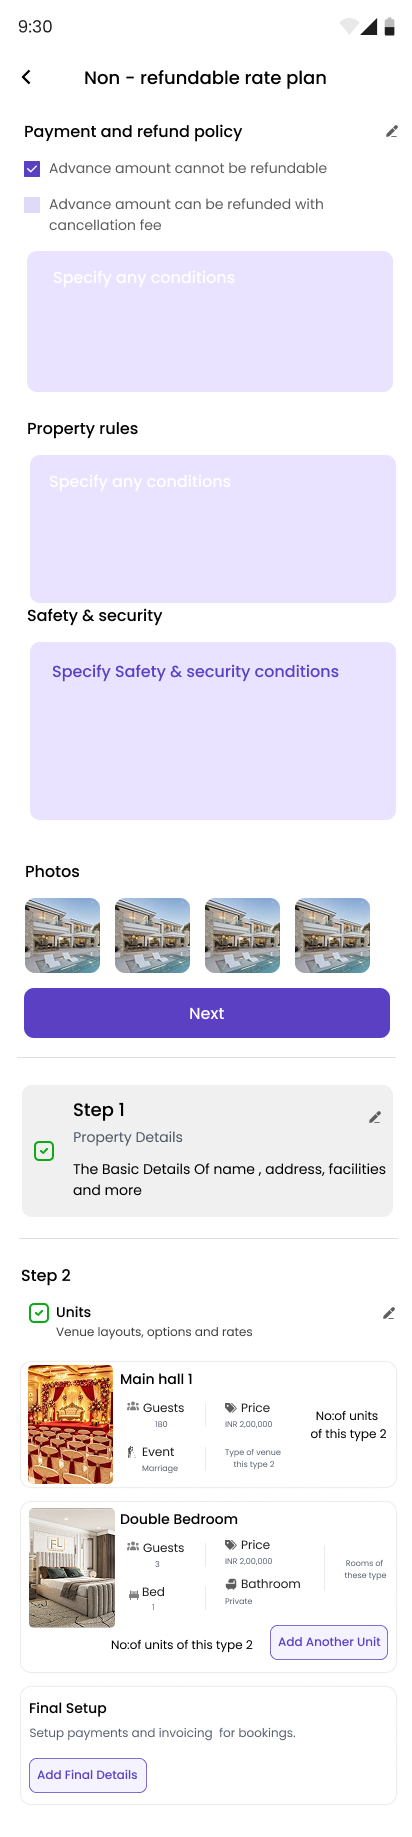 9:30
Non - refundable rate plan
Payment and refund policy
Advance amount cannot be refundable
Advance amount can be refunded with
cancellation fee
Specify any conditions
Property rules
Specify any conditions
Safety & security
Specify Safety & security conditions
Photos
Next
Step 1
Property Details
The Basic Details Of name , address, facilities
and more
Step 2
Units
Venue layouts, options and rates
Main hall 1
Guests
180
Price
INR 2,00,000
No:of units
of this type 2
Event
Marriage
Type of venue
this type 2
FL
Double Bedroom
Guests
3
Price
INR 2,00,000
Rooms of
these type
Bed
1
Bathroom
Private
No:of units of this type 2
Add Another Unit
Final Setup
Setup payments and invoicing for bookings.
Add Final Details